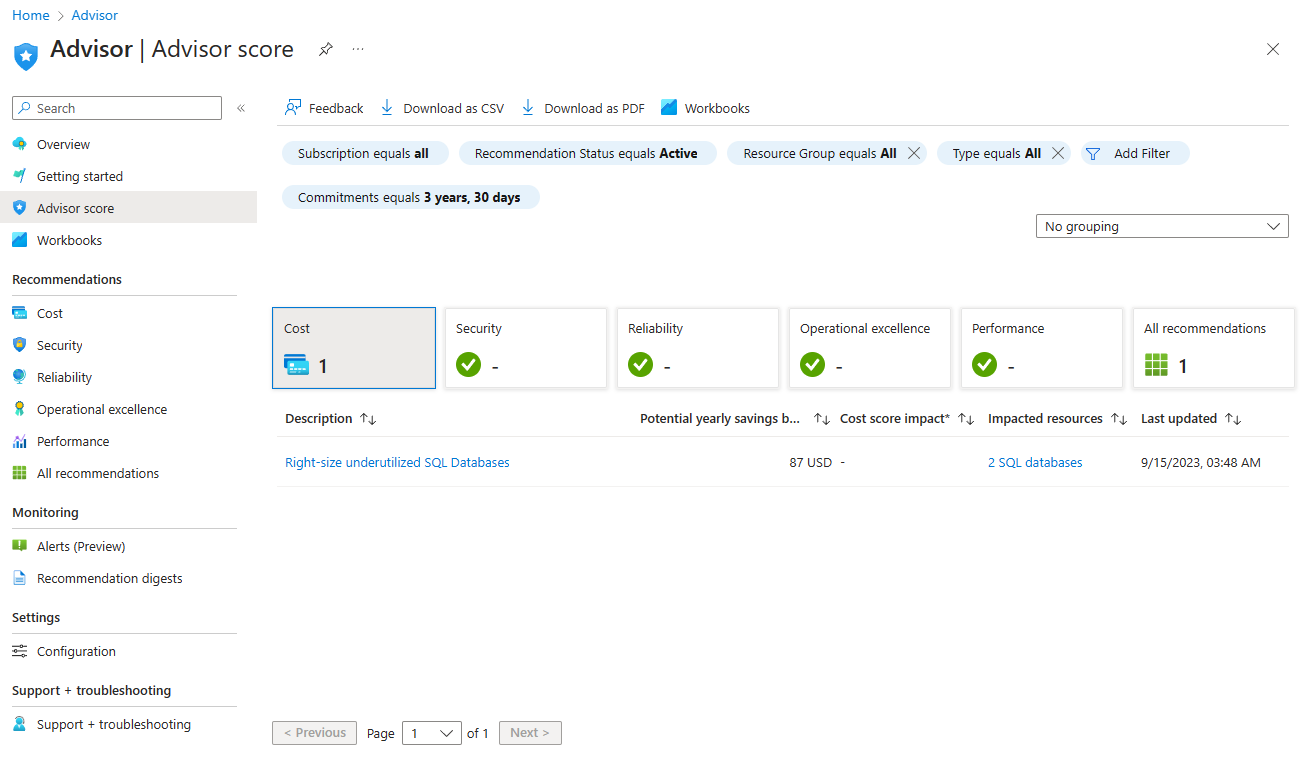 Home > Advisor
Advisor | Advisor score ...
Search «
Overview
Getting started
Advisor score
Workbooks
Recommendations
Cost
Security
Reliability
Operational excellence
Performance
All recommendations
Monitoring
Alerts (Preview)
Recommendation digests
Settings
Configuration
Support + troubleshooting
Support + troubleshooting
Feedback Download as CSV Download as PDF Workbooks
Subscription equals all Recommendation Status equals Active Resource Group equals All Type equals All Add Filter
Commitments equals 3 years, 30 days
No grouping
Cost Security Reliability Operational excellence Performance All recommendations
1 - - - - 1
Description Potential yearly savings b... Cost score impact* Impacted resources Last updated
Right-size underutilized SQL Databases 87 USD - 2 SQL databases 9/15/2023, 03:48 AM
< Previous Page 1 of 1 Next >